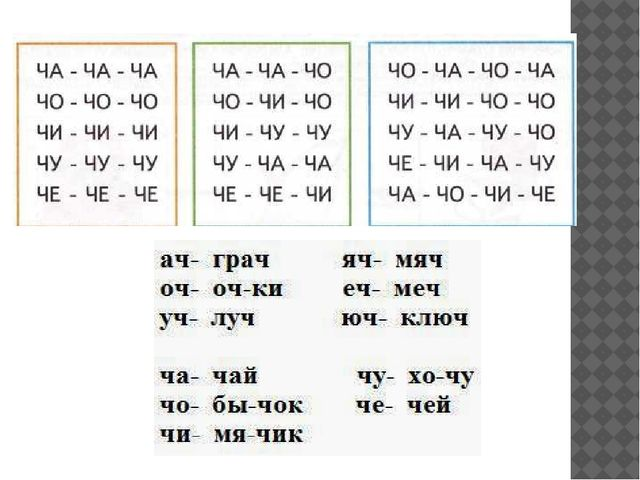 ЧА - ЧА - ЧА
ЧО - ЧО - ЧО
ЧИ - ЧИ - ЧИ
ЧУ - ЧУ - ЧУ
ЧЕ - ЧЕ - ЧЕ
ЧА - ЧА - ЧО
ЧО - ЧИ - ЧО
ЧИ - ЧУ - ЧУ
ЧУ - ЧА - ЧА
ЧЕ - ЧЕ - ЧИ
ЧО - ЧА - ЧО - ЧА
ЧИ - ЧИ - ЧО - ЧО
ЧУ - ЧА - ЧУ - ЧО
ЧЕ - ЧИ - ЧА - ЧУ
ЧА - ЧО - ЧИ - ЧЕ
ач- грач яч- мяч
оч- оч-ки еч- меч
уч- луч юч- ключ
ча- чай чу- хо-чу
чо- бы-чок че- чей
чи- мя-чик